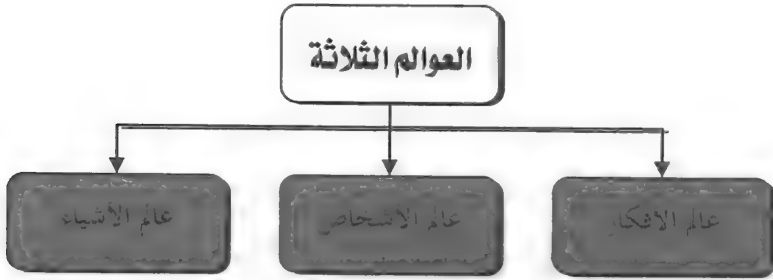 العوالم الثلاثة
عالم الأفكار
عالم الأشخاص
عالم الأشياء